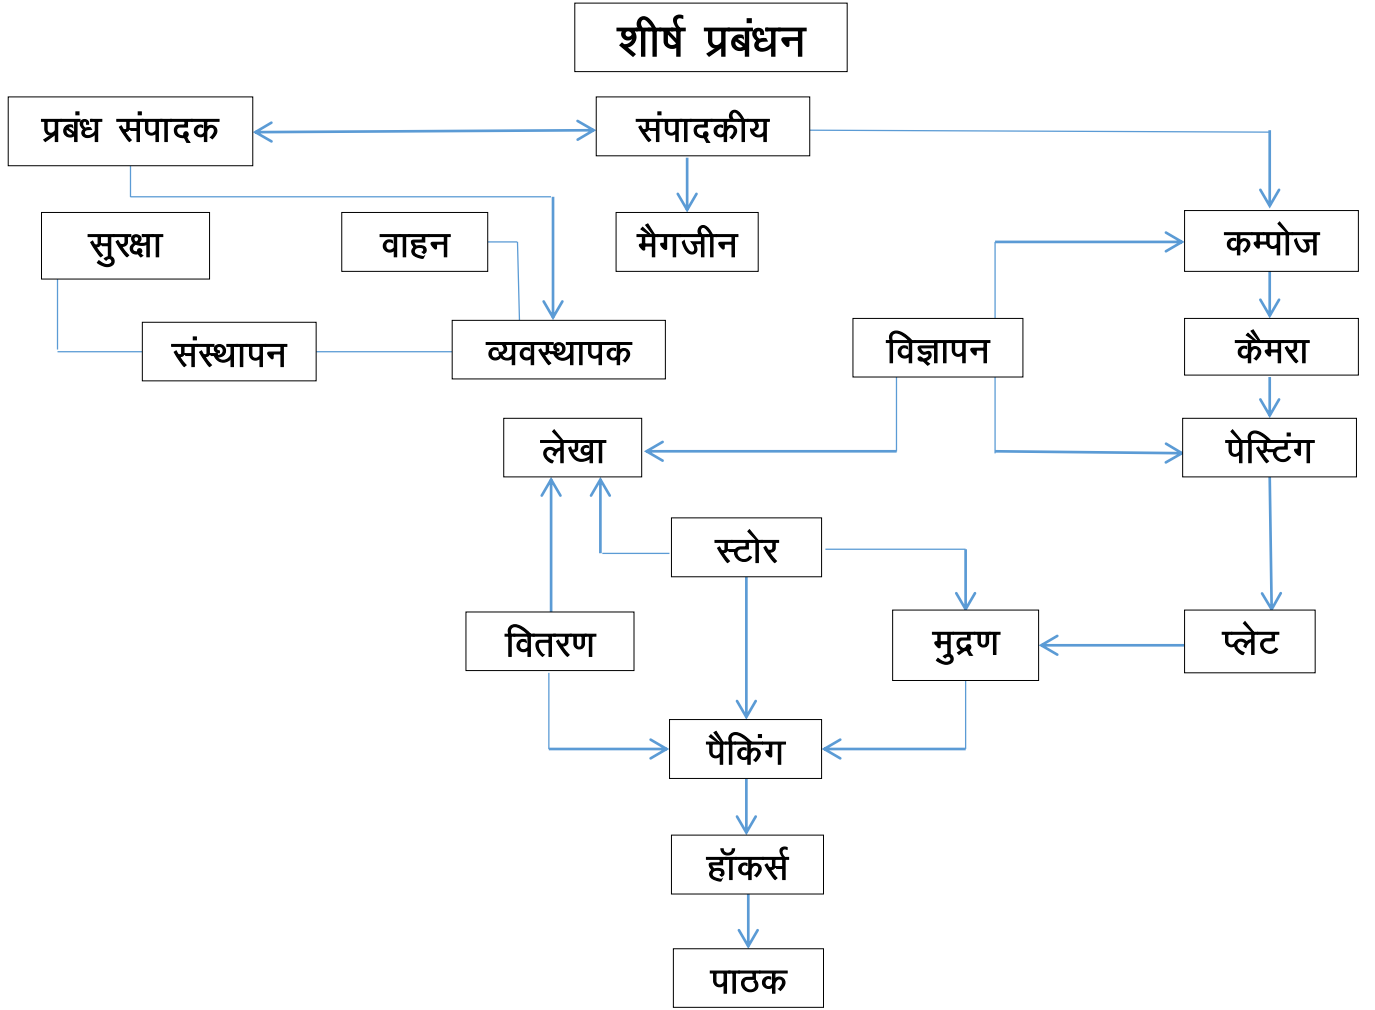 शीर्ष प्रबंधन
प्रबंध संपादक
संपादकीय
सुरक्षा
वाहन
मैगजीन
कम्पोज
संस्थापन
व्यवस्थापक
विज्ञापन
कैमरा
लेखा
पेस्टिंग
स्टोर
वितरण
मुद्रण
प्लेट
पैकिंग
हॉकर्स
पाठक